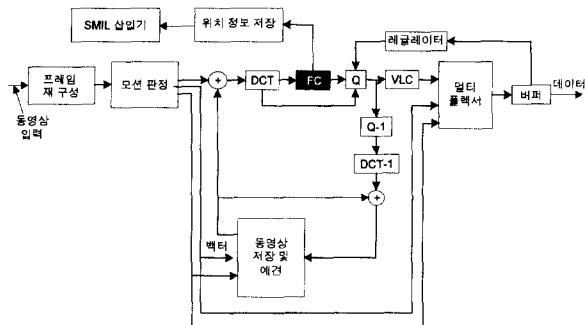 SMIL 삽입기
위치 정보 저장
레귤레이터
프레임
재 구성
모션 판정
+
DCT
FC
Q
VLC
멀티
플렉서
버퍼
데이터
동영상
입력
Q-1
DCT-1
+
벡터
동영상
저장 및
예견